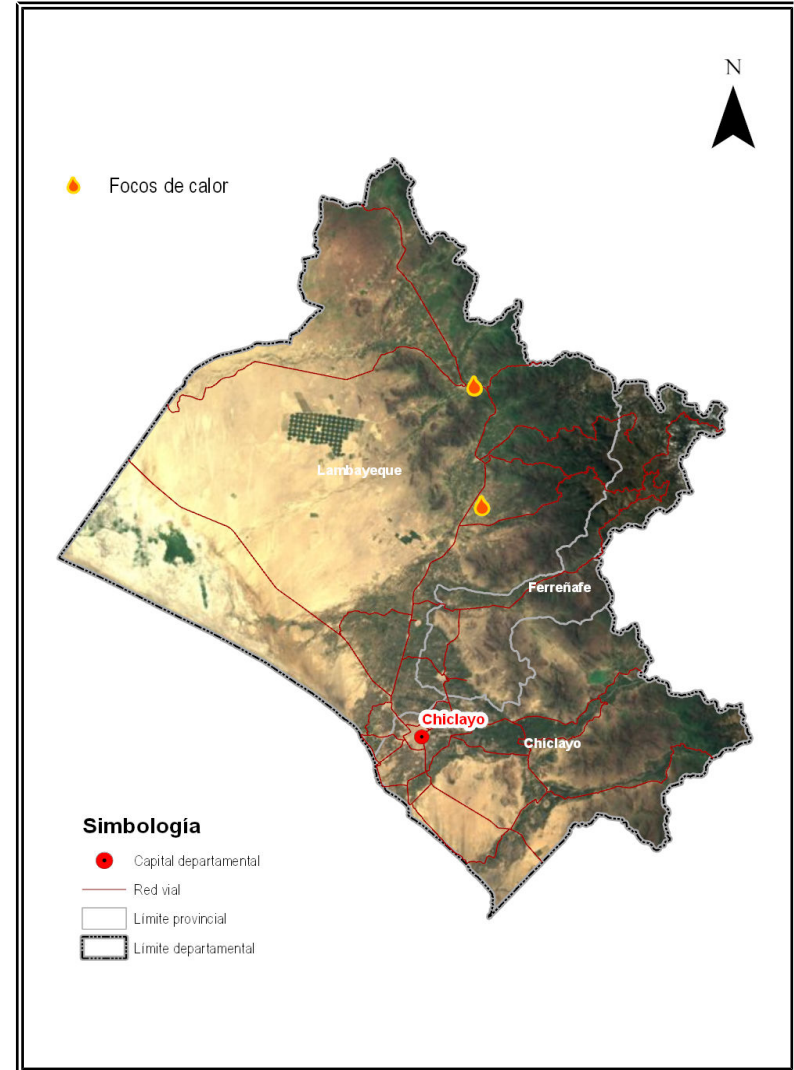 N
Focos de calor
Lambayeque
Ferreñafe
Chiclayo
Chiclayo
Simbología
Capital departamental
Red vial
Límite provincial
Límite departamental